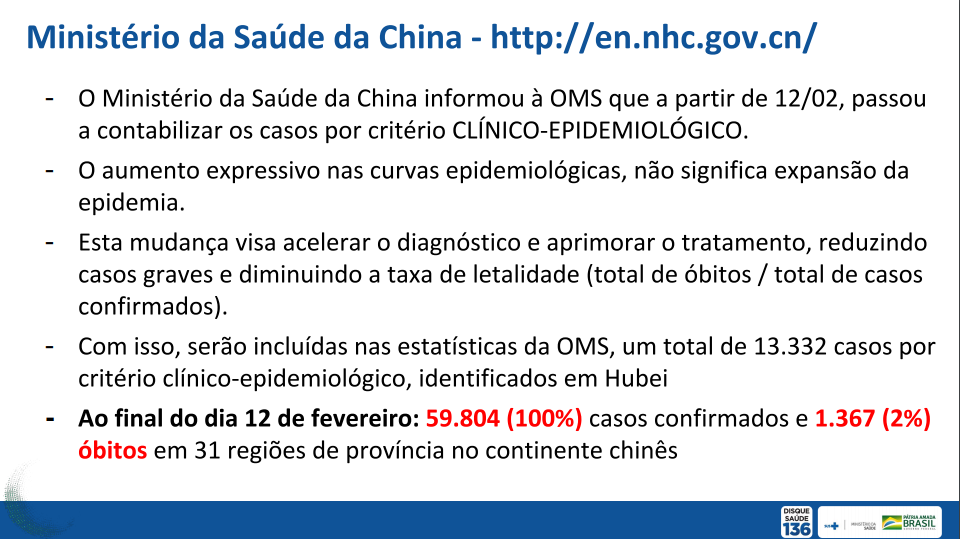 Ministério da Saúde da China - http://en.nhc.gov.cn/
- O Ministério da Saúde da China informou à OMS que a partir de 12/02, passou
a contabilizar os casos por critério CLÍNICO-EPIDEMIOLÓGICO.
- O aumento expressivo nas curvas epidemiológicas, não significa expansão da
epidemia.
- Esta mudança visa acelerar o diagnóstico e aprimorar o tratamento, reduzindo
casos graves e diminuindo a taxa de letalidade (total de óbitos / total de casos
confirmados).
- Com isso, serão incluídas nas estatísticas da OMS, um total de 13.332 casos por
critério clínico-epidemiológico, identificados em Hubei
- Ao final do dia 12 de fevereiro: 59.804 (100%) casos confirmados e 1.367 (2%)
óbitos em 31 regiões de província no continente chinês
DISQUE
SAÚDE
136
SUS
MINISTÉRIO DA
SAÚDE
PÁTRIA AMADA
BRASIL
GOVERNO FEDERAL